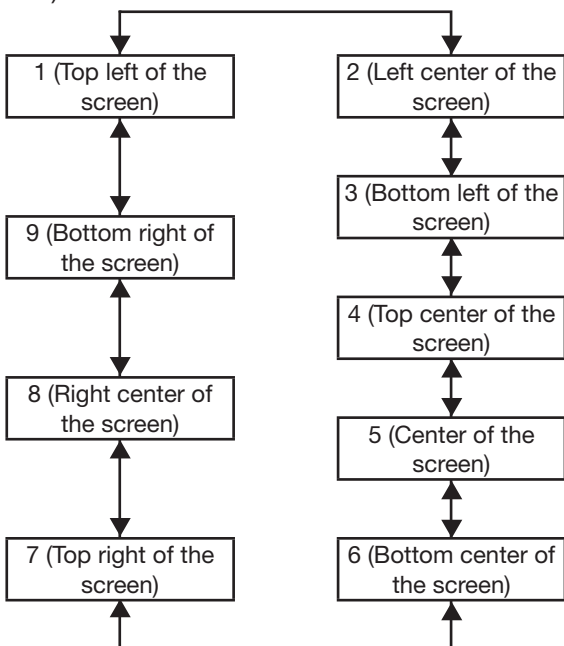 1 (Top left of the
screen)
2 (Left center of the
screen)
3 (Bottom left of the
screen)
9 (Bottom right of
the screen)
4 (Top center of the
screen)
8 (Right center of
the screen)
5 (Center of the
screen)
7 (Top right of the
screen)
6 (Bottom center of
the screen)